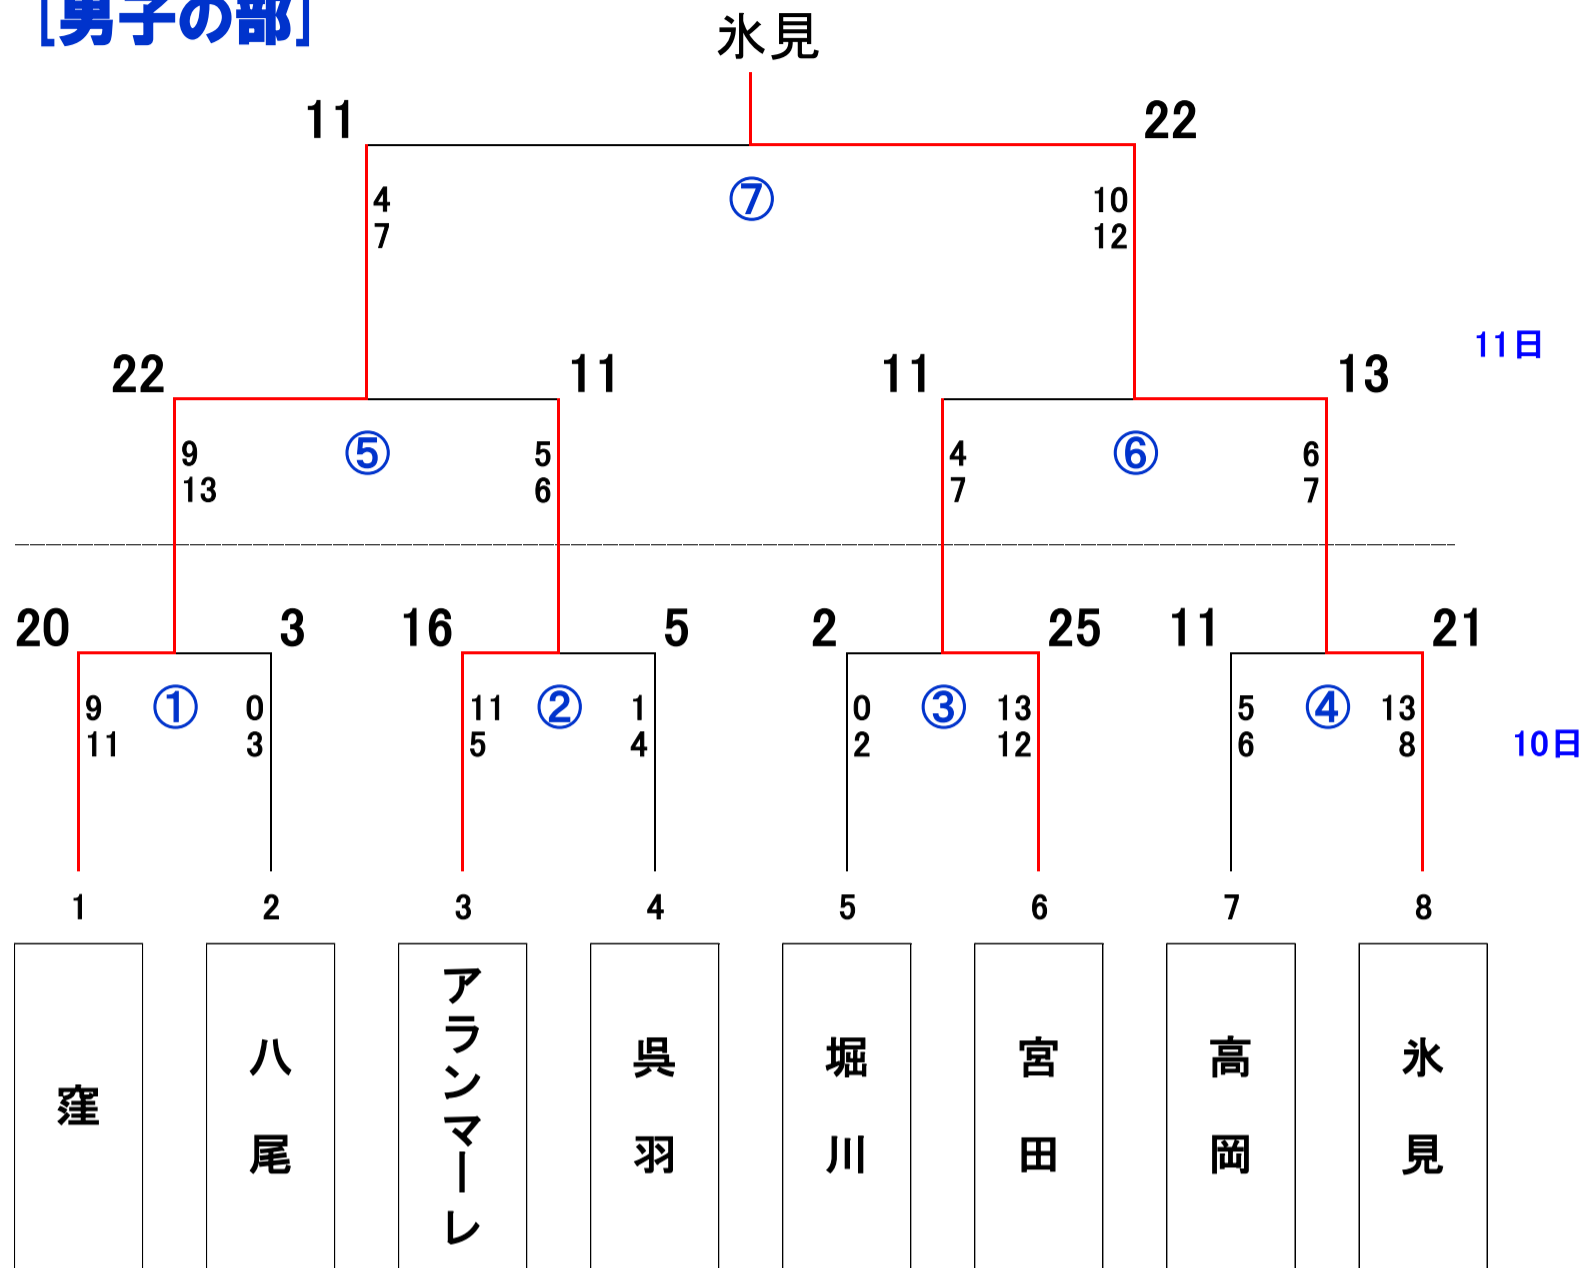 [男子の部]
氷見
11 22
4 ⑦ 10
7 12
11日
22 11 11 13
9 ⑤ 5 4 ⑥ 6
13 6 7 7
20 3 16 5 2 25 11 21
9 ① 0 11 ② 1 0 ③ 13 5 ④ 13
11 3 5 4 2 12 6 8
10日
1 2 3 4 5 6 7 8
窪
八尾
アランマーレ
呉羽
堀川
宮田
高岡
氷見